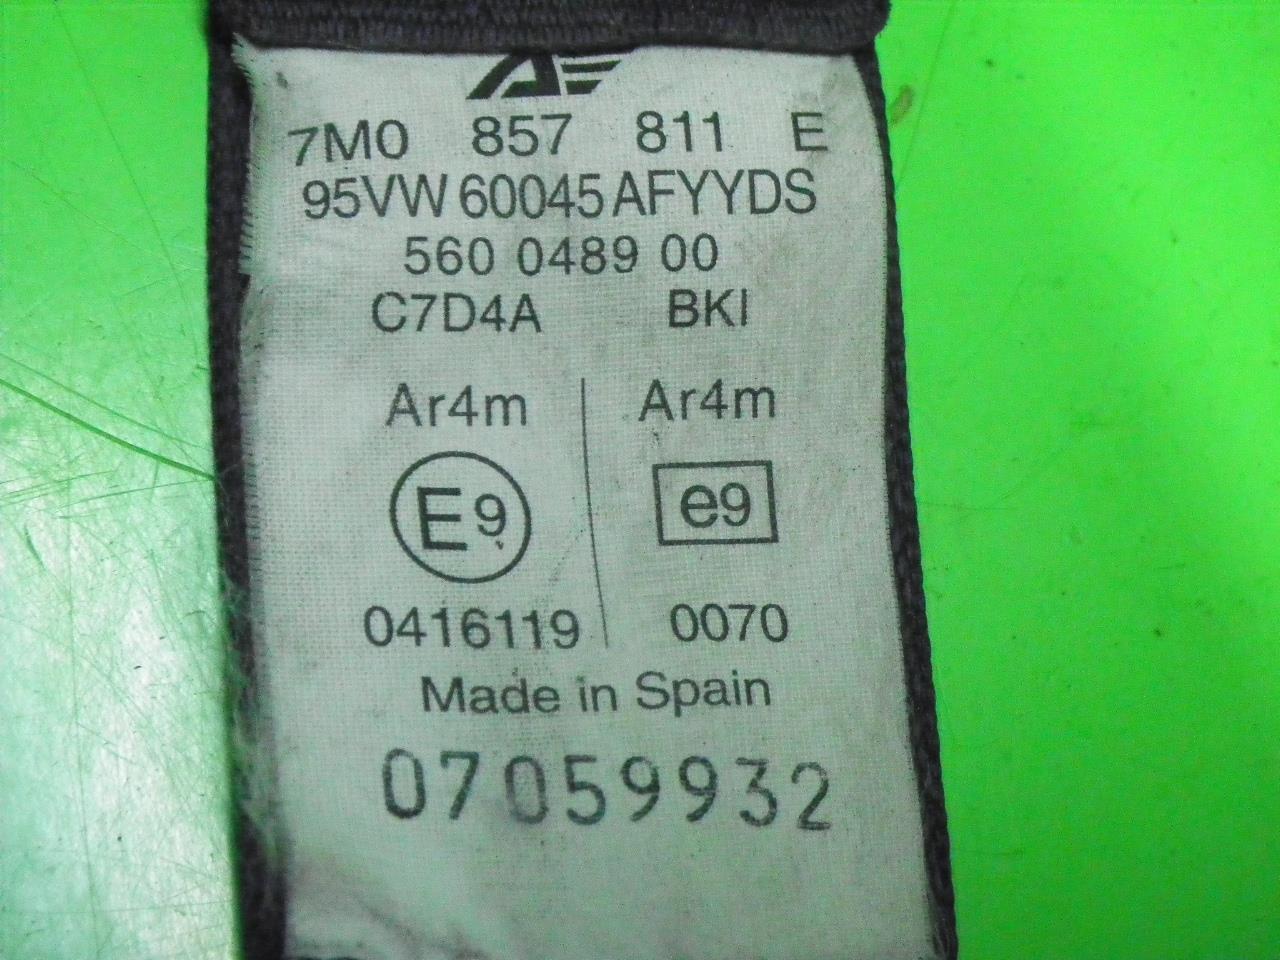 7M0 857 811 E
95VW 60045 AFYYDS
560 0489 00
C7D4A BKI
Ar4m Ar4m
E9 e9
0416119 0070
Made in Spain
07059932